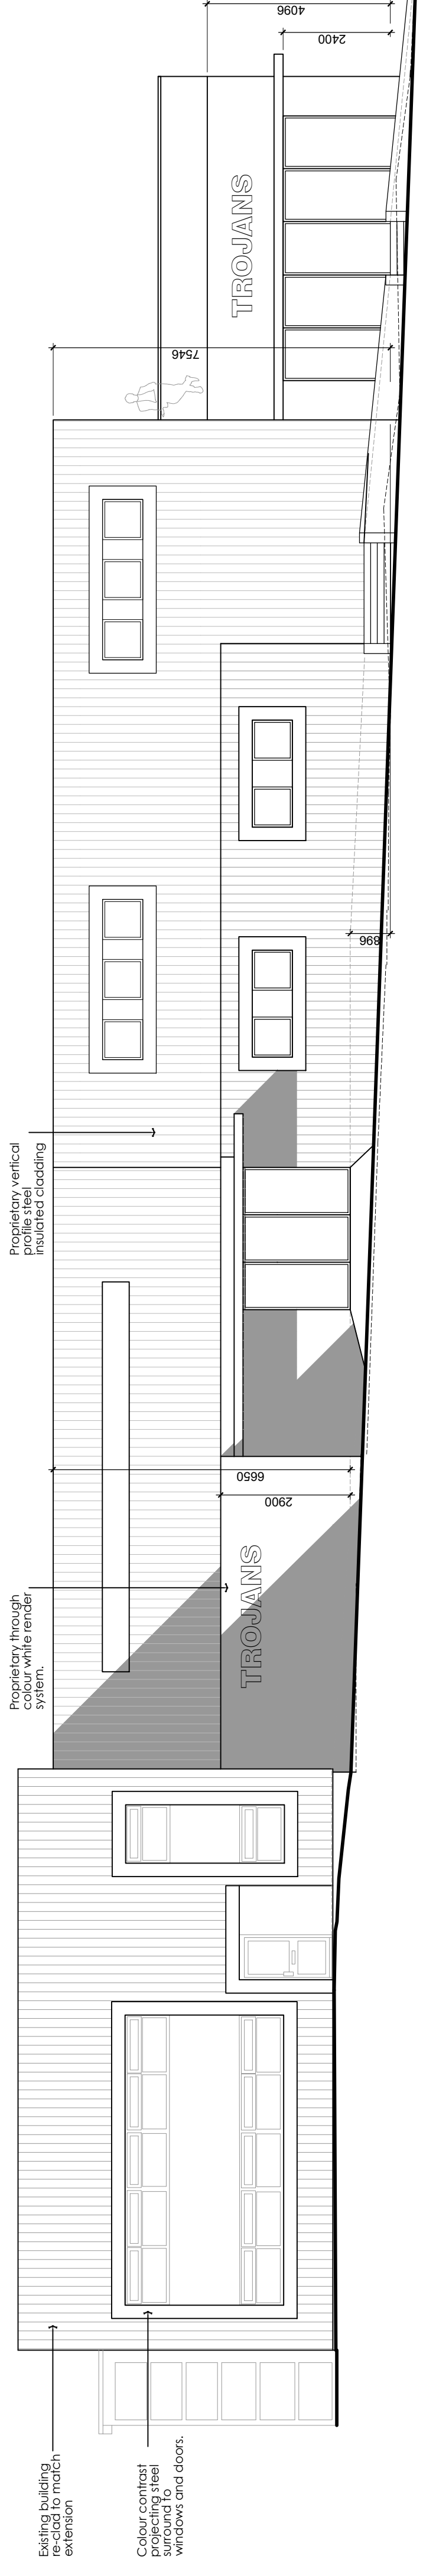 Existing building
re-clad to match
extension
Colour contrast
projecting steel
surround to
windows and doors.
Proprietary through
colour white render
system.
TROJANS
2900
6650
Proprietary vertical
profile steel
insulated cladding
896
7546
TROJANS
2400
4096